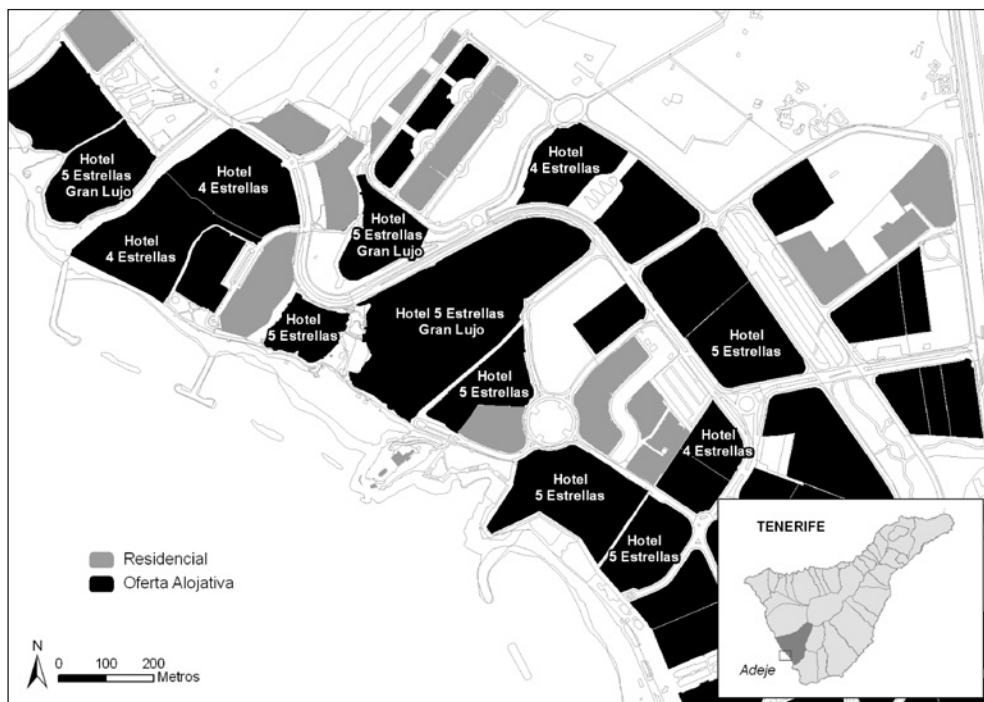 Hotel
5 Estrellas
Gran Lujo
Hotel
4 Estrellas
Hotel
4 Estrellas
Hotel
5 Estrellas
Gran Lujo
Hotel
4 Estrellas
Hotel
5 Estrellas
Hotel 5 Estrellas
Gran Lujo
Hotel
5 Estrellas
Hotel
5 Estrellas
Hotel
4 Estrellas
Hotel
5 Estrellas
Hotel
5 Estrellas
Residencial
Oferta Alojativa
N
0 100 200
Metros
TENERIFE
Adeje